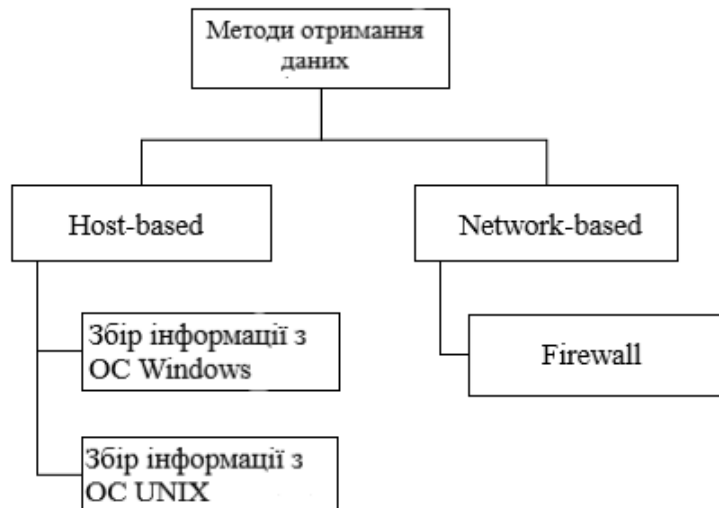 Методи отримання
даних
Host-based
Network-based
Збір інформації з
ОС Windows
Firewall
Збір інформації з
ОС UNIX